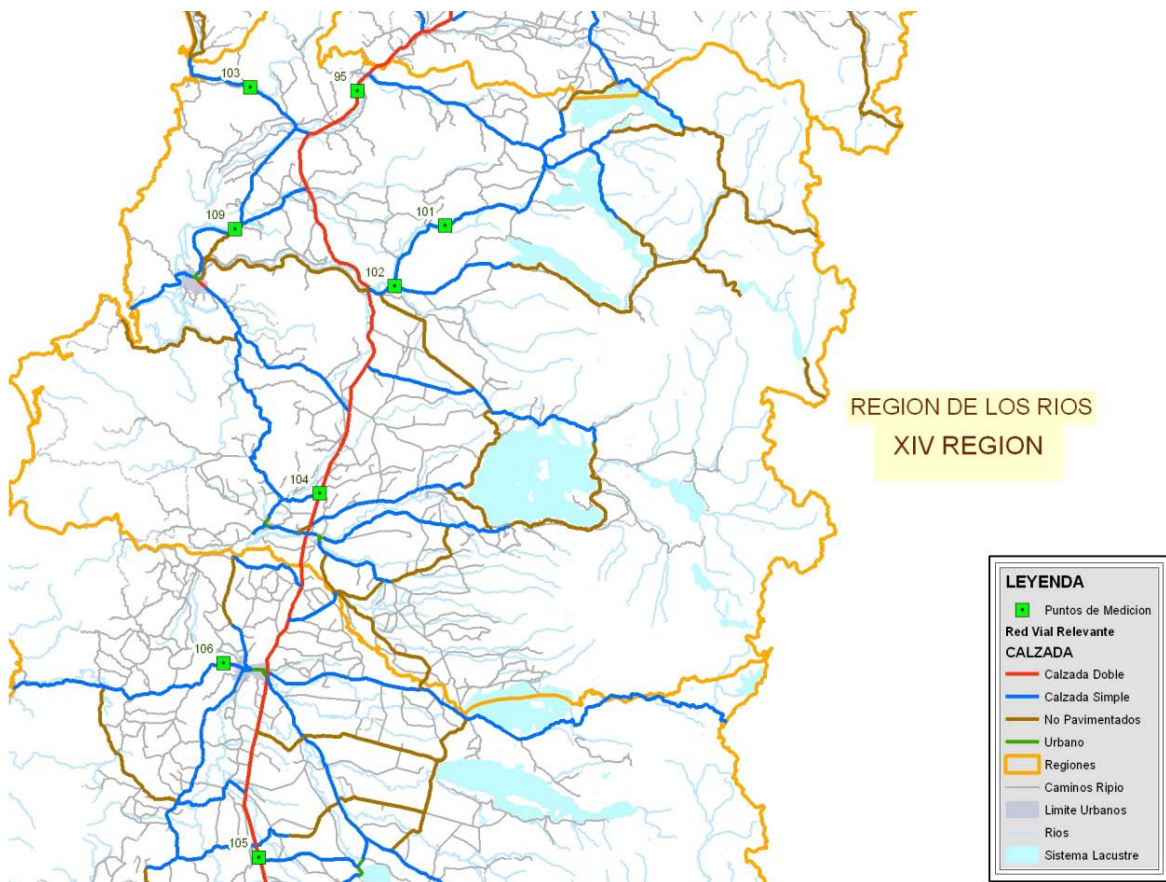 103
95
109
101
102
REGION DE LOS RIOS
XIV REGION
104
106
105
LEYENDA
Puntos de Medicion
Red Vial Relevante
CALZADA
Calzada Doble
Calzada Simple
No Pavimentados
Urbano
Regiones
Caminos Ripio
Limite Urbanos
Rios
Sistema Lacustre